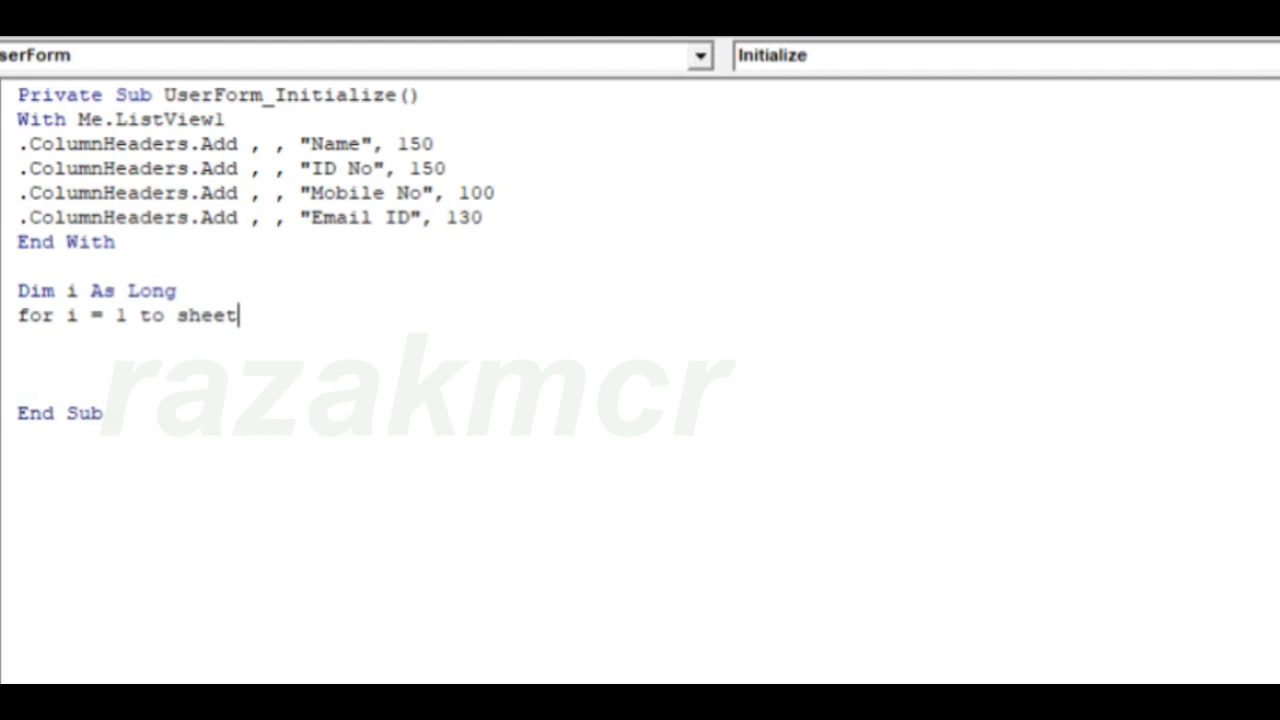 serForm
Initialize
Private Sub UserForm_Initialize()
With Me.ListView1
.ColumnHeaders.Add , , "Name", 150
.ColumnHeaders.Add , , "ID No", 150
.ColumnHeaders.Add , , "Mobile No", 100
.ColumnHeaders.Add , , "Email ID", 130
End With
Dim i As Long
for i = 1 to sheet
razakmcr
End Sub